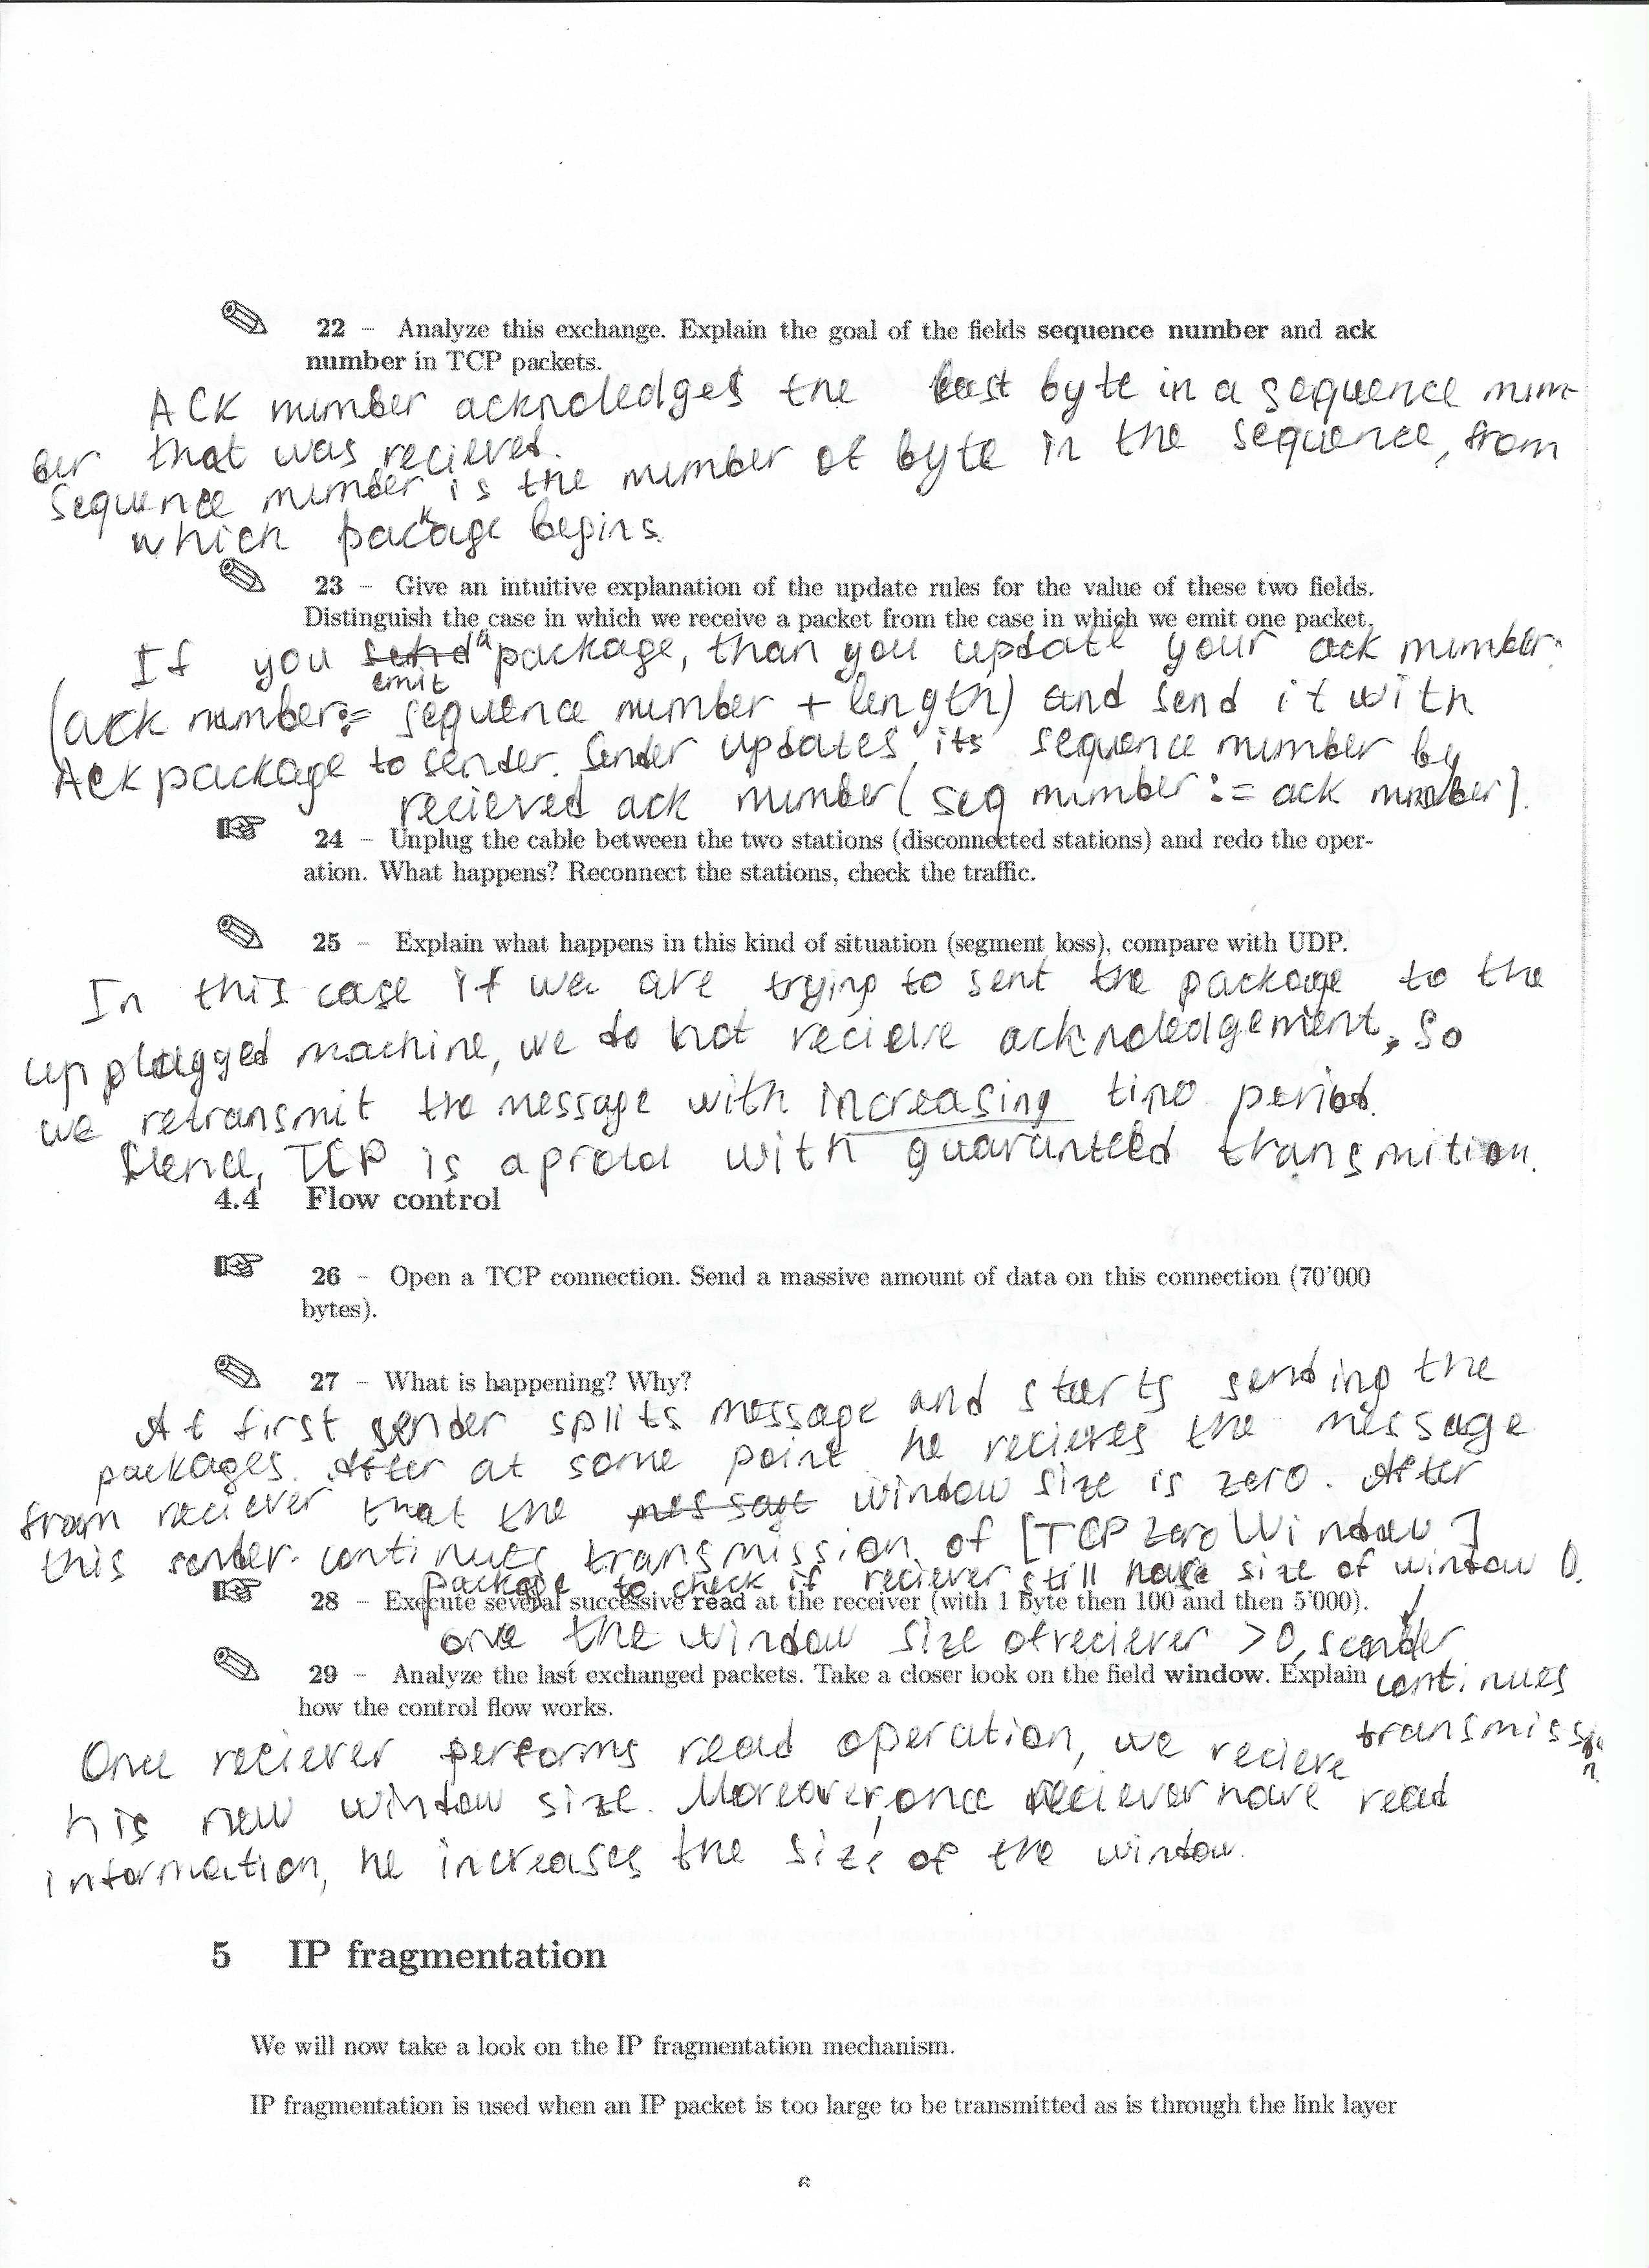 22 – Analyze this exchange. Explain the goal of the fields sequence number and ack
number in TCP packets.
ACK number acknoledges the last byte in a sequence num-
ber that was recieved.
Sequence number is the number of byte in the sequence, from
which package begins.
23 – Give an intuitive explanation of the update rules for the value of these two fields.
Distinguish the case in which we receive a packet from the case in which we emit one packet.
If you send emit a package, than you update your ack number.
(ack number := sequence number + length) and send it with
ACK package to sender. Sender updates its sequence number by
recieved ack number (seq number := ack number).
24 – Unplug the cable between the two stations (disconnected stations) and redo the oper-
ation. What happens? Reconnect the stations, check the traffic.
25 – Explain what happens in this kind of situation (segment loss), compare with UDP.
In this case if we are trying to sent the package to the
unplugged machine, we do not recieve acknoledgement, so
we retransmit the message with increasing time period.
Hence, TCP is a with guaranteed transmition.
4.4 Flow control
26 – Open a TCP connection. Send a massive amount of data on this connection (70'000
bytes).
27 – What is happening? Why?
At first sender splits message and starts sending the
packages. After at some point he recieves the message
from reciever that the message window size is zero. After
this sender continues transmission of [TCP Zero Window]
package to check if reciever still have size of window 0.
28 – Execute several successive read at the receiver (with 1 byte then 100 and then 5'000).
once the window size of reciever >0, sender
continues
transmission.
29 – Analyze the last exchanged packets. Take a closer look on the field window. Explain
how the control flow works.
Once reciever performs read operation, we recieve
his new window size. Moreover, once reciever have read
information, he increases the size of the window.
5 IP fragmentation
We will now take a look on the IP fragmentation mechanism.
IP fragmentation is used when an IP packet is too large to be transmitted as is through the link layer
6